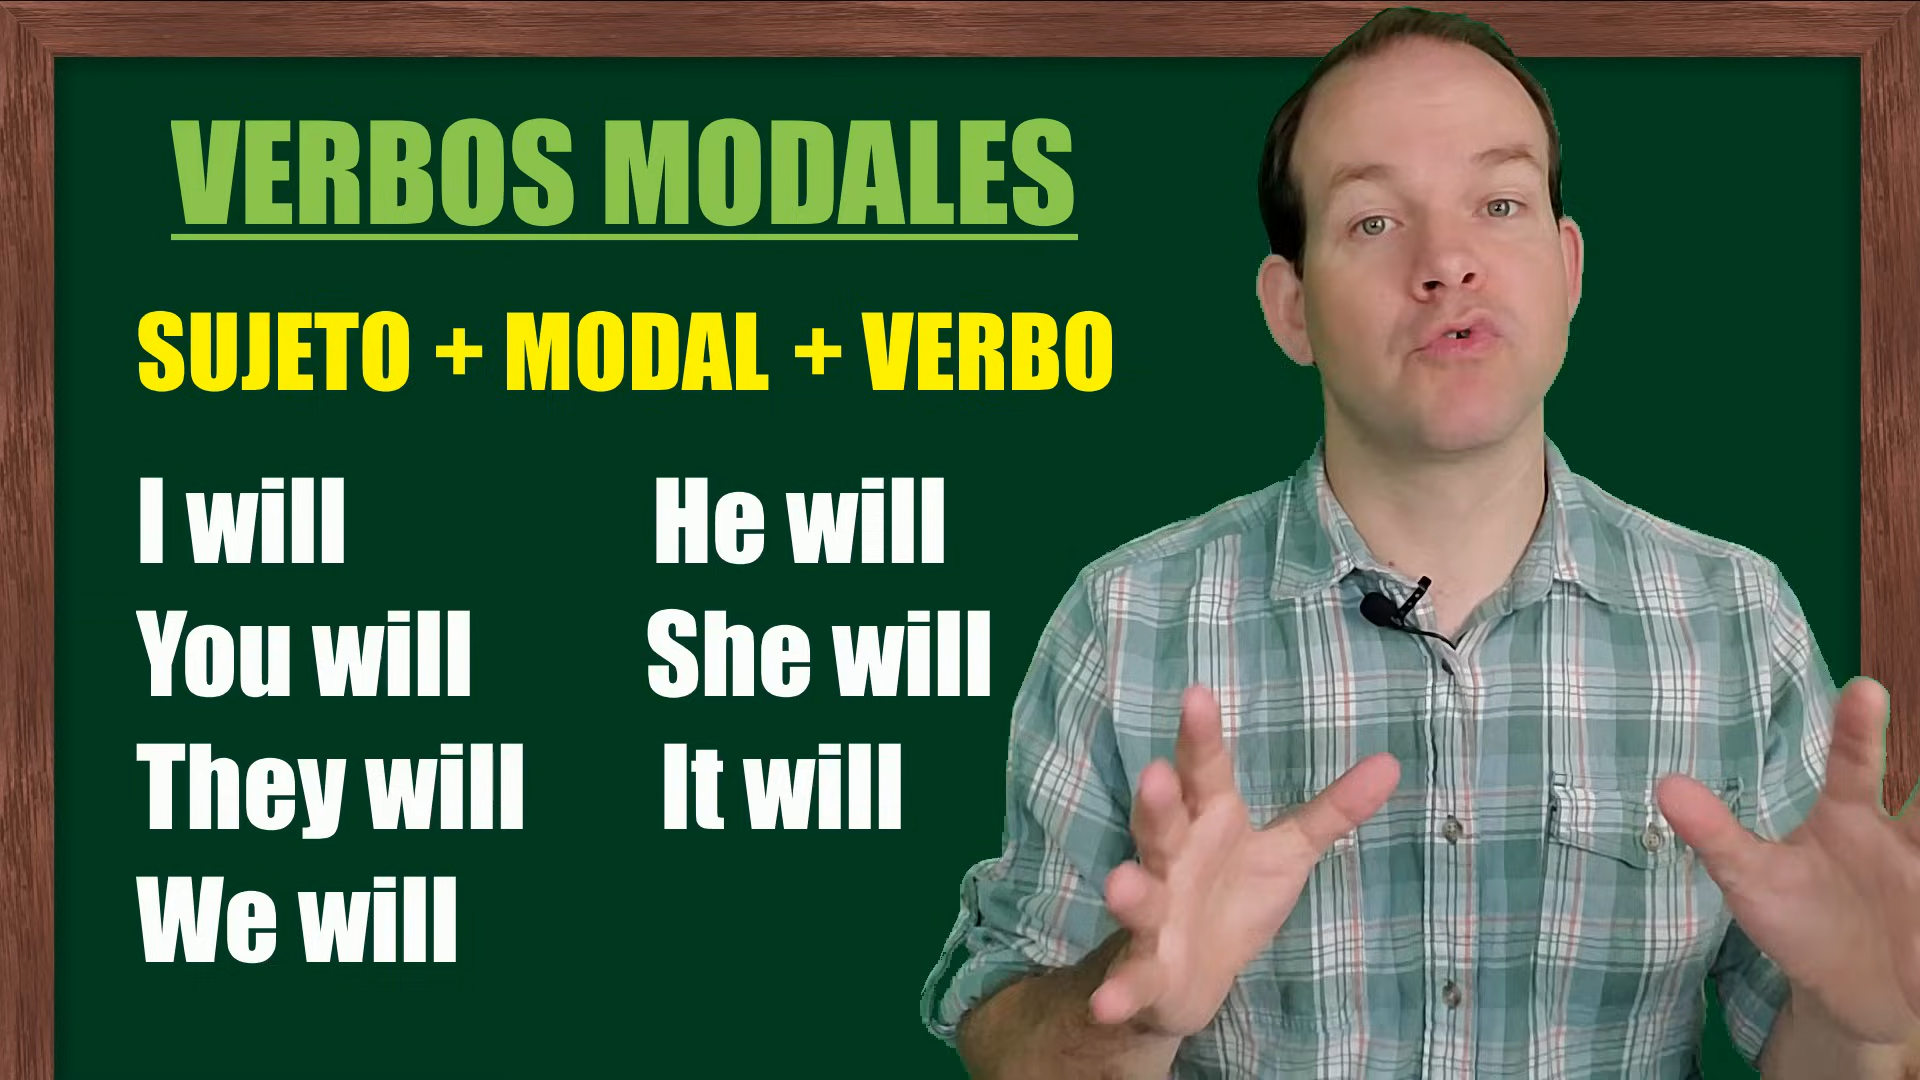 VERBOS MODALES
SUJETO + MODAL + VERBO
I will
You will
They will
We will
He will
She will
It will